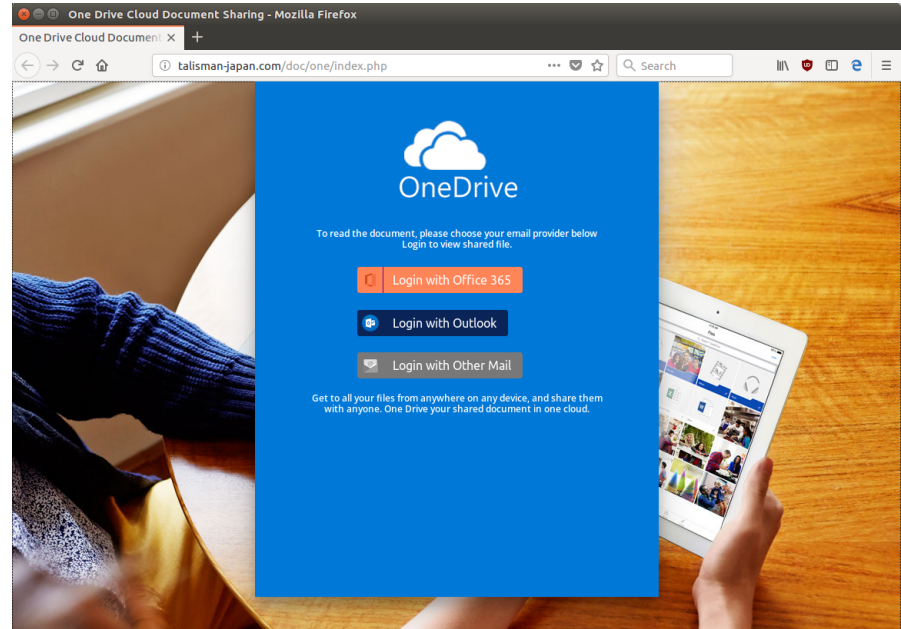 One Drive Cloud Document Sharing - Mozilla Firefox
One Drive Cloud Document
talisman-japan.com/doc/one/index.php
Search
OneDrive
To read the document, please choose your email provider below
Login to view shared file.
Login with Office 365
Login with Outlook
Login with Other Mail
Get to all your files from anywhere on any device, and share them
with anyone. One Drive your shared document in one cloud.
Files